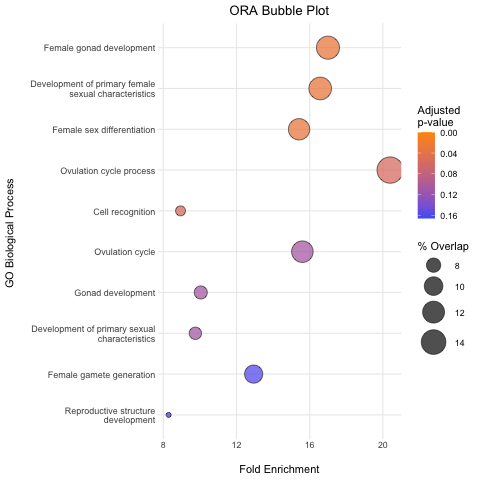 ORA Bubble Plot
GO Biological Process
Female gonad development
Development of primary female
sexual characteristics
Female sex differentiation
Ovulation cycle process
Cell recognition
Ovulation cycle
Gonad development
Development of primary sexual
characteristics
Female gamete generation
Reproductive structure
development
8
12
16
20
Fold Enrichment
Adjusted
p-value
0.00
0.04
0.08
0.12
0.16
% Overlap
8
10
12
14